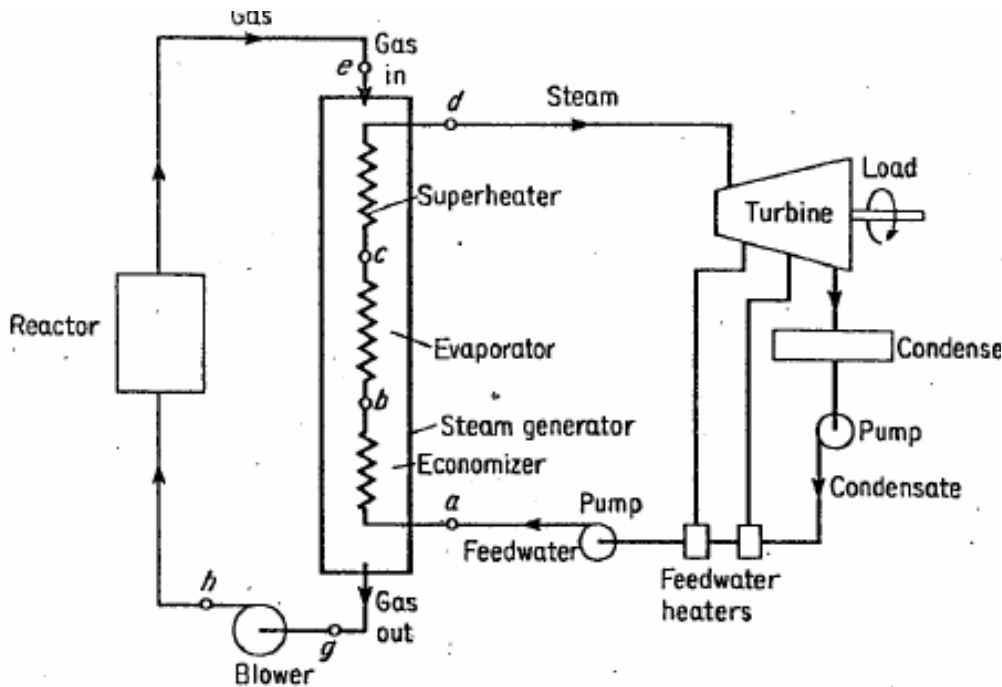 Gas
Gas
in
e
d
Steam
Load
Superheater
Turbine
c
Reactor
Evaporator
Condense
b
Steam generator
Economizer
Pump
Condensate
a
Pump
Feedwater
Feedwater
heaters
h
Gas
out
g
Blower